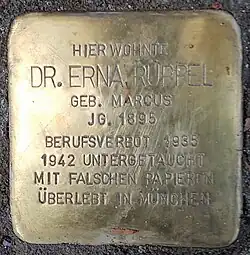 HIER WOHNTE
DR. ERNA RÜPPEL
GEB. MARCUS
JG. 1895
BERUFSVERBOT 1935
1942 UNTERGETAUCHT
MIT FALSCHEN PAPIEREN
ÜBERLEBT IN MÜNCHEN